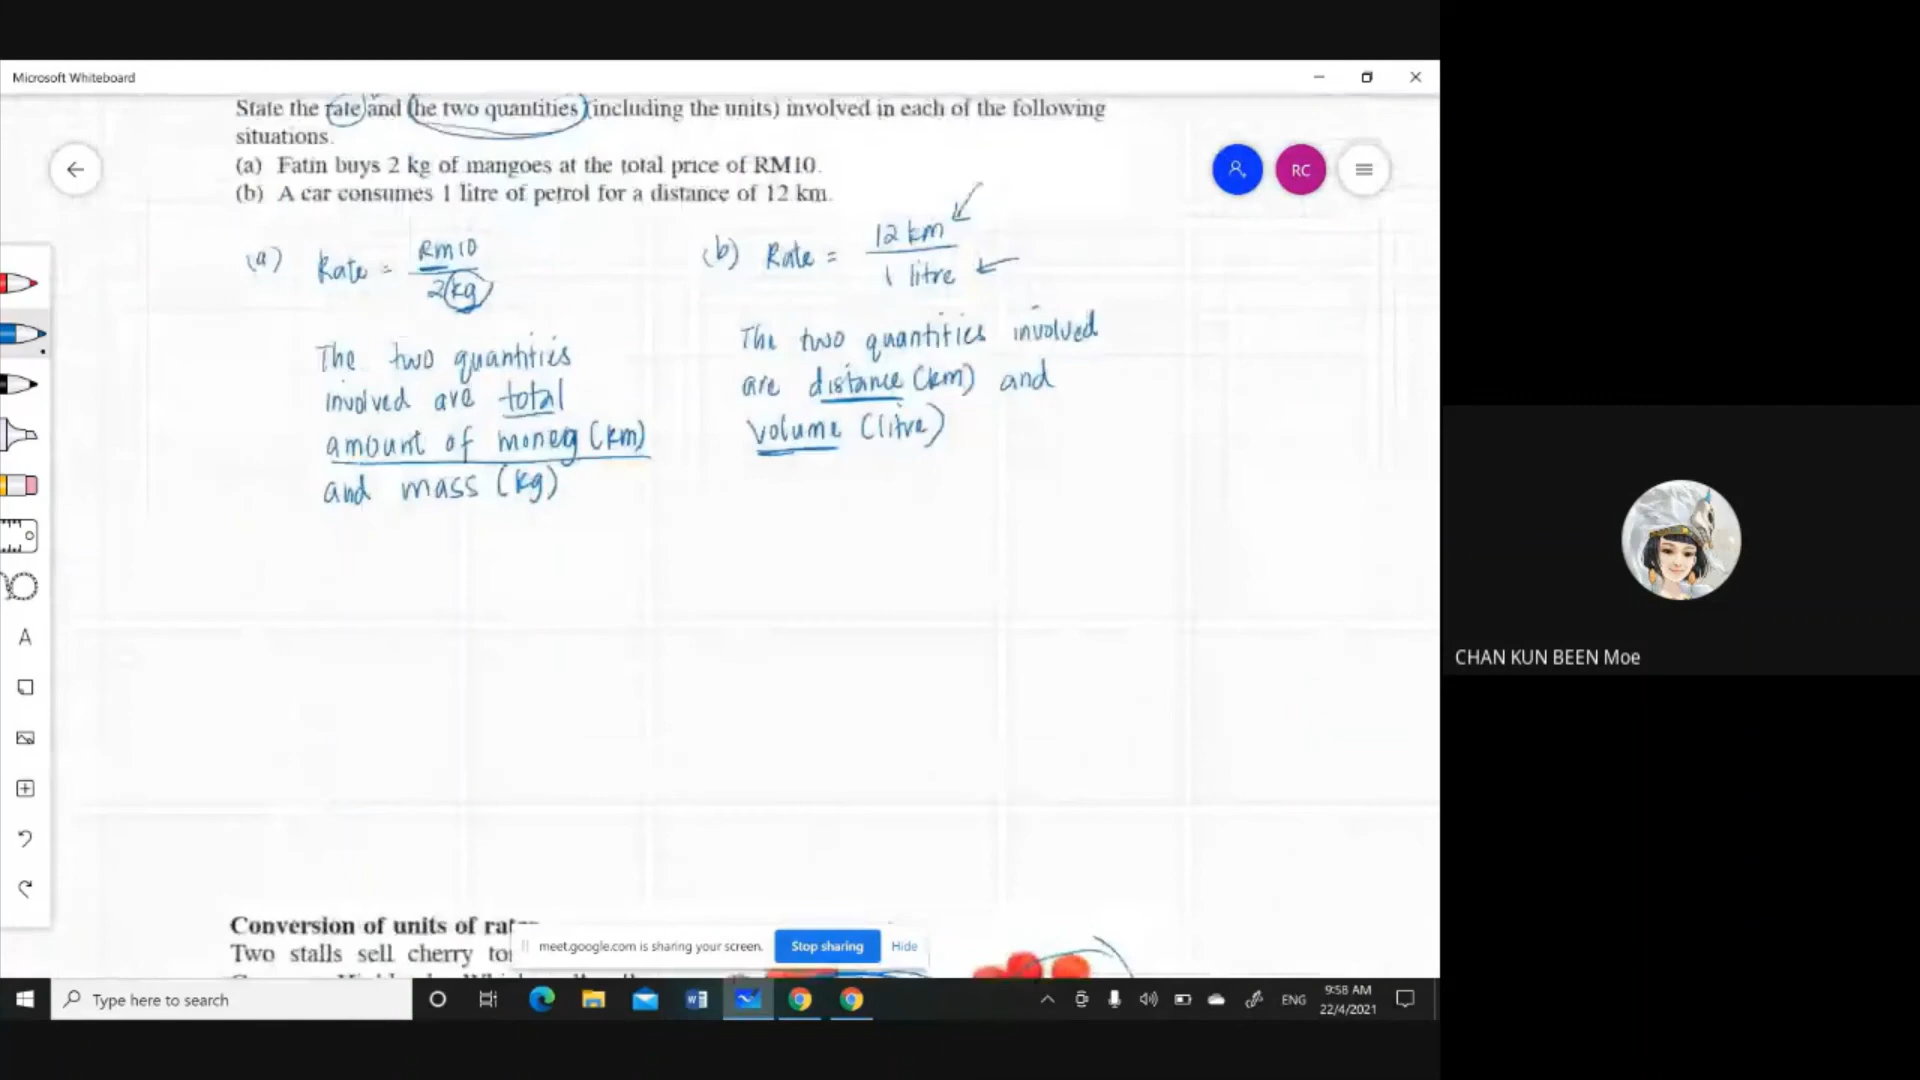 Microsoft Whiteboard
State the rate and the two quantities (including the units) involved in each of the following
situations.
(a) Fatin buys 2 kg of mangoes at the total price of RM10.
(b) A car consumes 1 litre of petrol for a distance of 12 km.
RC
(a) Rate = RM10
2 kg
The two quantities
involved are total
amount of money (RM)
and mass (kg)
(b) Rate = 12 km
1 litre
The two quantities involved
are distance (km) and
volume (litre)
CHAN KUN BEEN Moe
Conversion of units of
Two stalls sell cherry
meet.google.com is sharing your screen.
Stop sharing
Hide
Type here to search
ENG
9:58 AM
22/4/2021